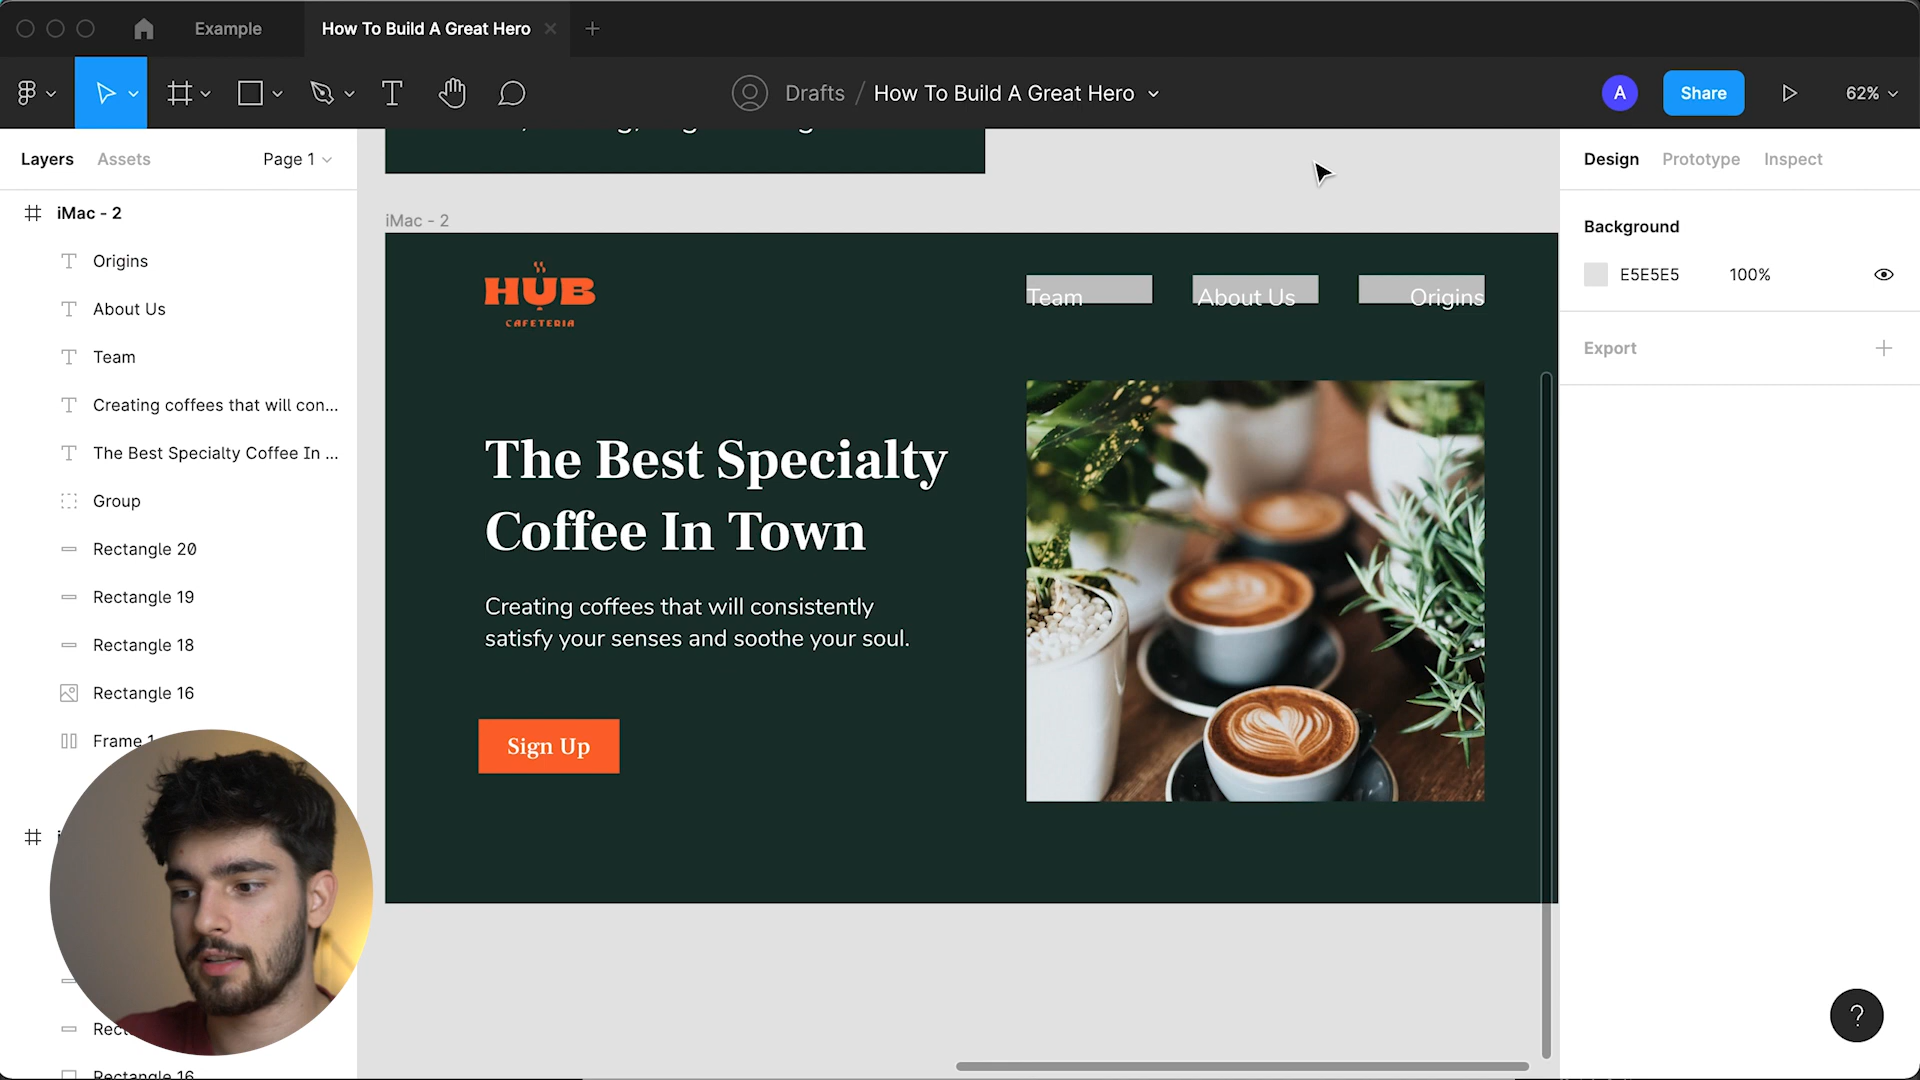 Example
How To Build A Great Hero
Drafts / How To Build A Great Hero
A
Share
62%
Layers
Assets
Page 1
iMac - 2
Origins
About Us
Team
Creating coffees that will con...
The Best Specialty Coffee In ...
Group
Rectangle 20
Rectangle 19
Rectangle 18
Rectangle 16
Frame 1
Rectangle 16
iMac - 2
HUB
CAFETERIA
Team
About Us
Origins
The Best Specialty
Coffee In Town
Creating coffees that will consistently
satisfy your senses and soothe your soul.
Sign Up
Design
Prototype
Inspect
Background
E5E5E5
100%
Export
?